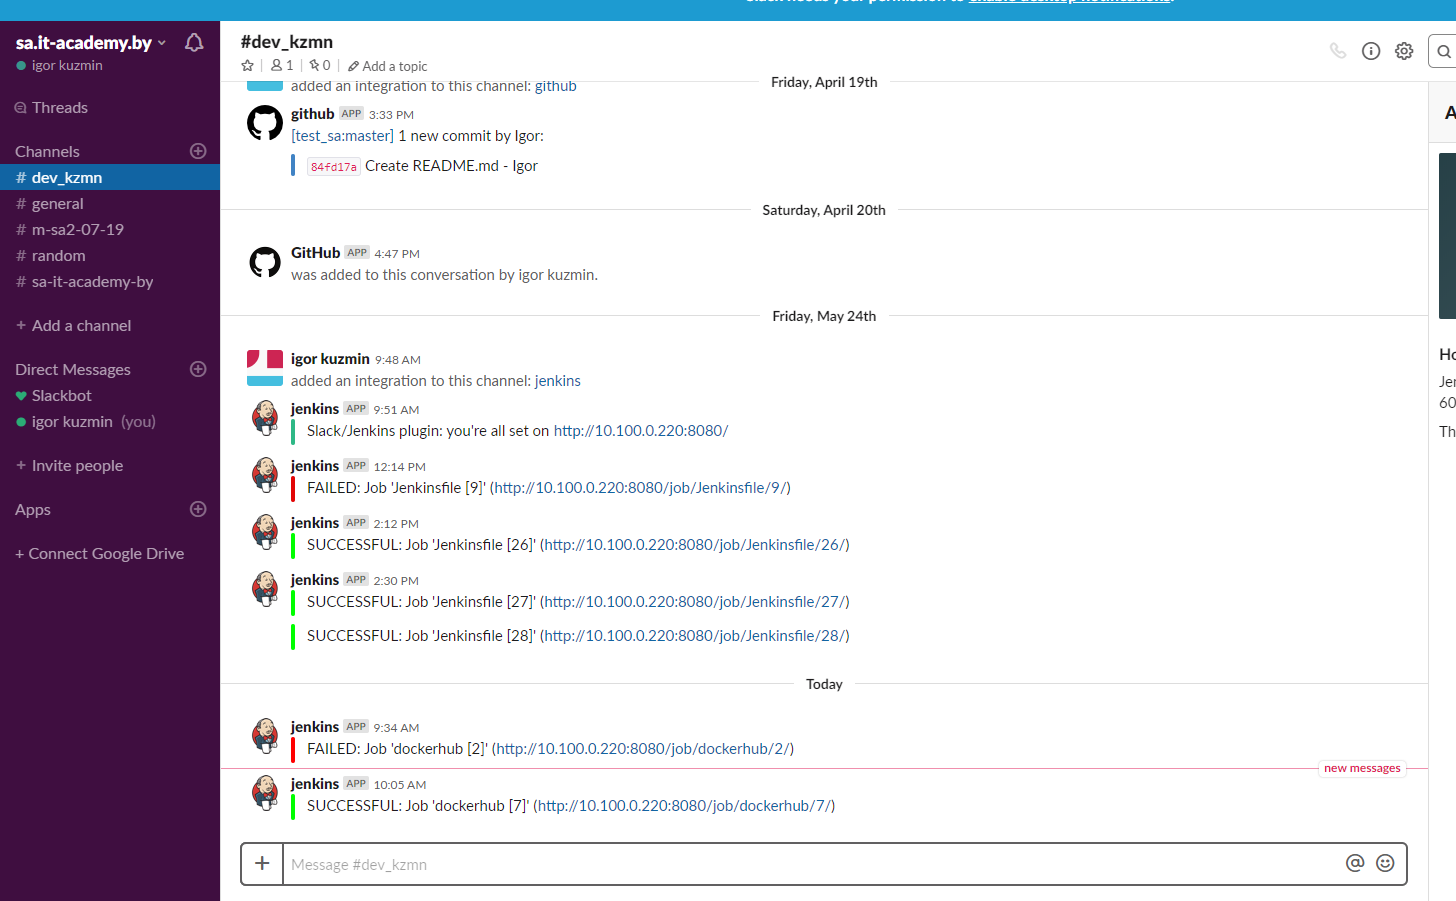 Slack needs your permission to enable desktop notifications.
sa.it-academy.by
igor kuzmin
Threads
Channels
# dev_kzmn
# general
# m-sa2-07-19
# random
# sa-it-academy-by
+ Add a channel
Direct Messages
Slackbot
igor kuzmin (you)
+ Invite people
Apps
+ Connect Google Drive
#dev_kzmn
1 | 0 | Add a topic
added an integration to this channel: github
Friday, April 19th
github APP 3:33 PM
[test_sa:master] 1 new commit by Igor:
84fd17a Create README.md - Igor
Saturday, April 20th
GitHub APP 4:47 PM
was added to this conversation by igor kuzmin.
Friday, May 24th
igor kuzmin 9:48 AM
added an integration to this channel: jenkins
jenkins APP 9:51 AM
Slack/Jenkins plugin: you're all set on http://10.100.0.220:8080/
jenkins APP 12:14 PM
FAILED: Job 'Jenkinsfile [9]' (http://10.100.0.220:8080/job/Jenkinsfile/9/)
jenkins APP 2:12 PM
SUCCESSFUL: Job 'Jenkinsfile [26]' (http://10.100.0.220:8080/job/Jenkinsfile/26/)
jenkins APP 2:30 PM
SUCCESSFUL: Job 'Jenkinsfile [27]' (http://10.100.0.220:8080/job/Jenkinsfile/27/)
SUCCESSFUL: Job 'Jenkinsfile [28]' (http://10.100.0.220:8080/job/Jenkinsfile/28/)
Today
jenkins APP 9:34 AM
FAILED: Job 'dockerhub [2]' (http://10.100.0.220:8080/job/dockerhub/2/)
new messages
jenkins APP 10:05 AM
SUCCESSFUL: Job 'dockerhub [7]' (http://10.100.0.220:8080/job/dockerhub/7/)
+ Message #dev_kzmn @
60
Th